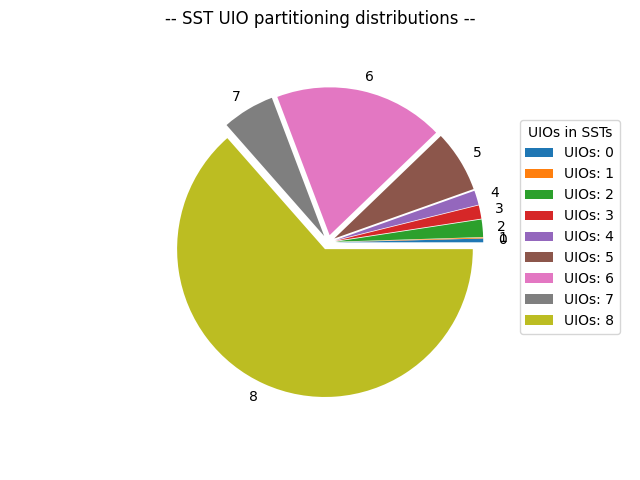 -- SST UIO partitioning distributions --
6
7
5
UIOs in SSTs
UIOs: 0
UIOs: 1
UIOs: 2
UIOs: 3
UIOs: 4
UIOs: 5
UIOs: 6
UIOs: 7
UIOs: 8
4
3
2
1
0
8